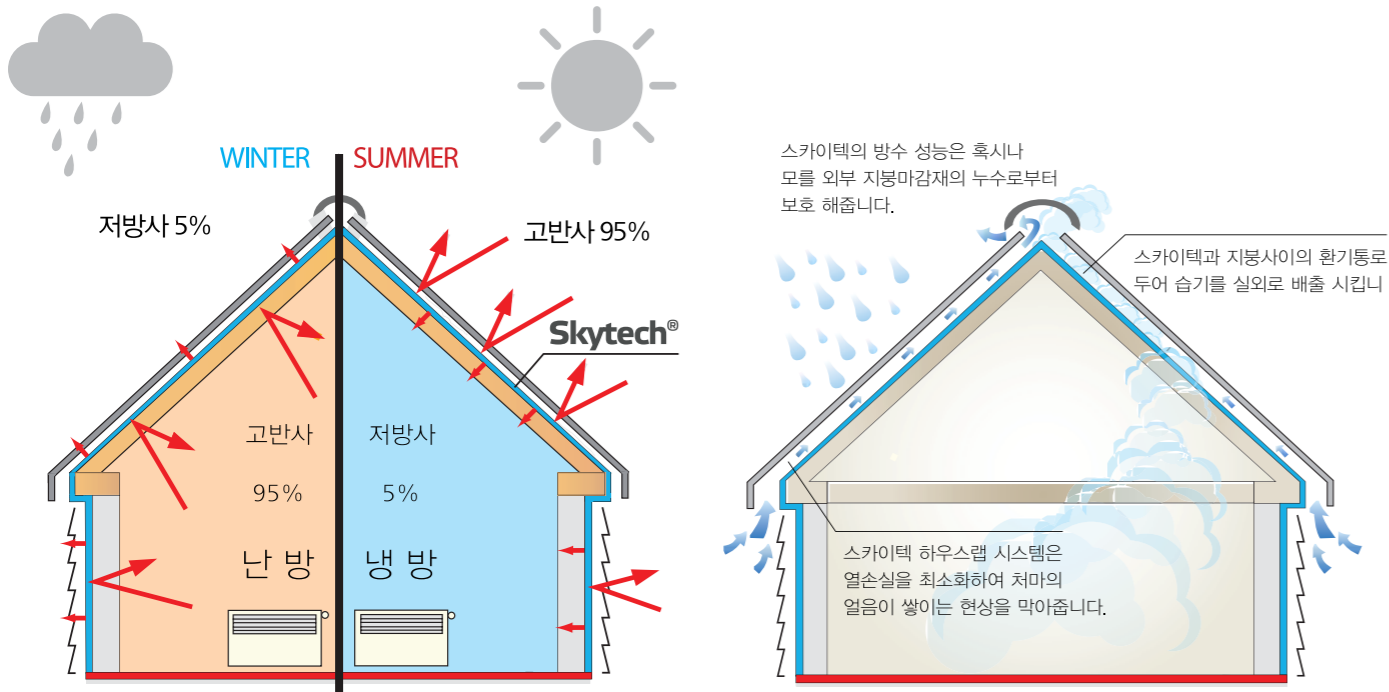 WINTER
SUMMER
저방사 5%
고반사 95%
Skytech®
고반사
95%
저방사
5%
난 방
냉 방
스카이텍의 방수 성능은 혹시나
모를 외부 지붕마감재의 누수로부터
보호 해줍니다.
스카이텍과 지붕사이의 환기통로
두어 습기를 실외로 배출 시킵니
스카이텍 하우스랩 시스템은
열손실을 최소화하여 처마의
얼음이 쌓이는 현상을 막아줍니다.